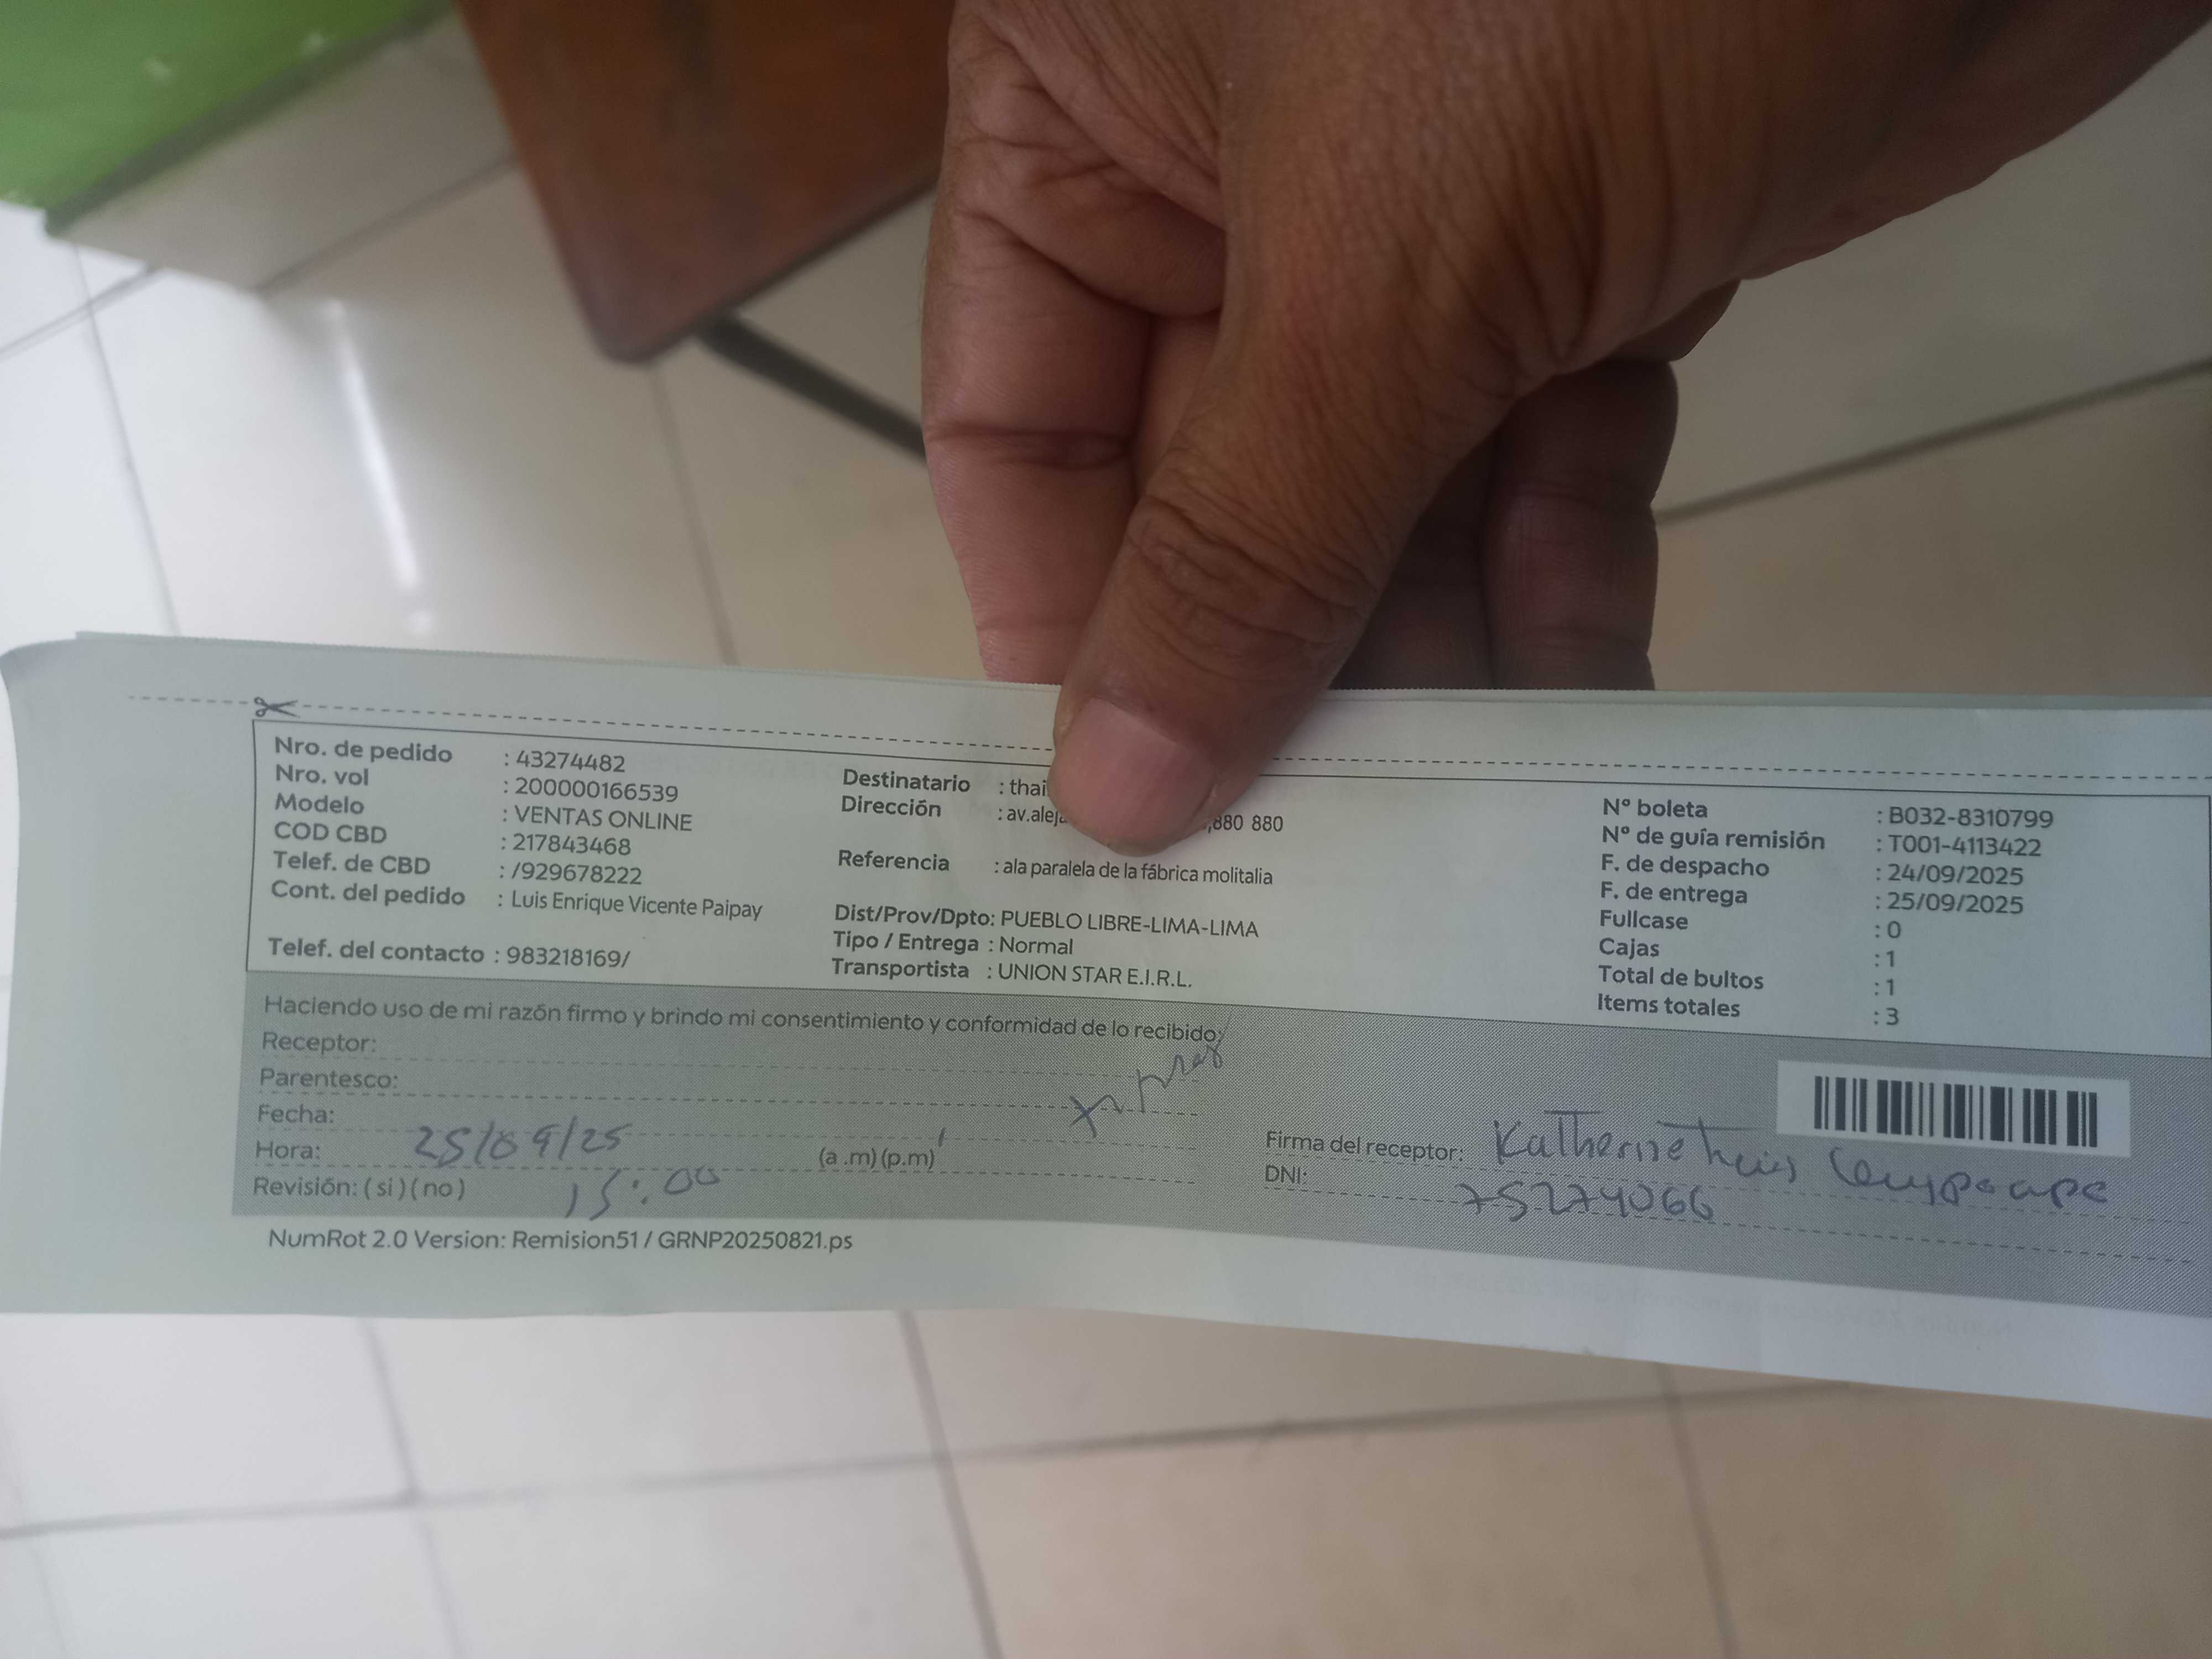 Nro. de pedido : 43274482
Nro. vol : 200000166539
Modelo : VENTAS ONLINE
COD CBD : 217843468
Telef. de CBD : /929678222
Cont. del pedido : Luis Enrique Vicente Paipay
Telef. del contacto : 983218169/
Destinatario : thai
Dirección : av.alej ,880 880
Referencia : ala paralela de la fábrica molitalia
Dist/Prov/Dpto: PUEBLO LIBRE-LIMA-LIMA
Tipo / Entrega : Normal
Transportista : UNION STAR E.I.R.L.
N° boleta : B032-8310799
N° de guía remisión : T001-4113422
F. de despacho : 24/09/2025
F. de entrega : 25/09/2025
Fullcase : 0
Cajas : 1
Total de bultos : 1
Items totales : 3
Haciendo uso de mi razón firmo y brindo mi consentimiento y conformidad de lo recibido:
Receptor:
Parentesco:
Fecha: 25/09/25
Hora: 15:00 (a .m) (p.m)
Revisión: ( si ) ( no )
Firma del receptor: Katherine
DNI: 75274066
NumRot 2.0 Version: Remision51 / GRNP20250821.ps